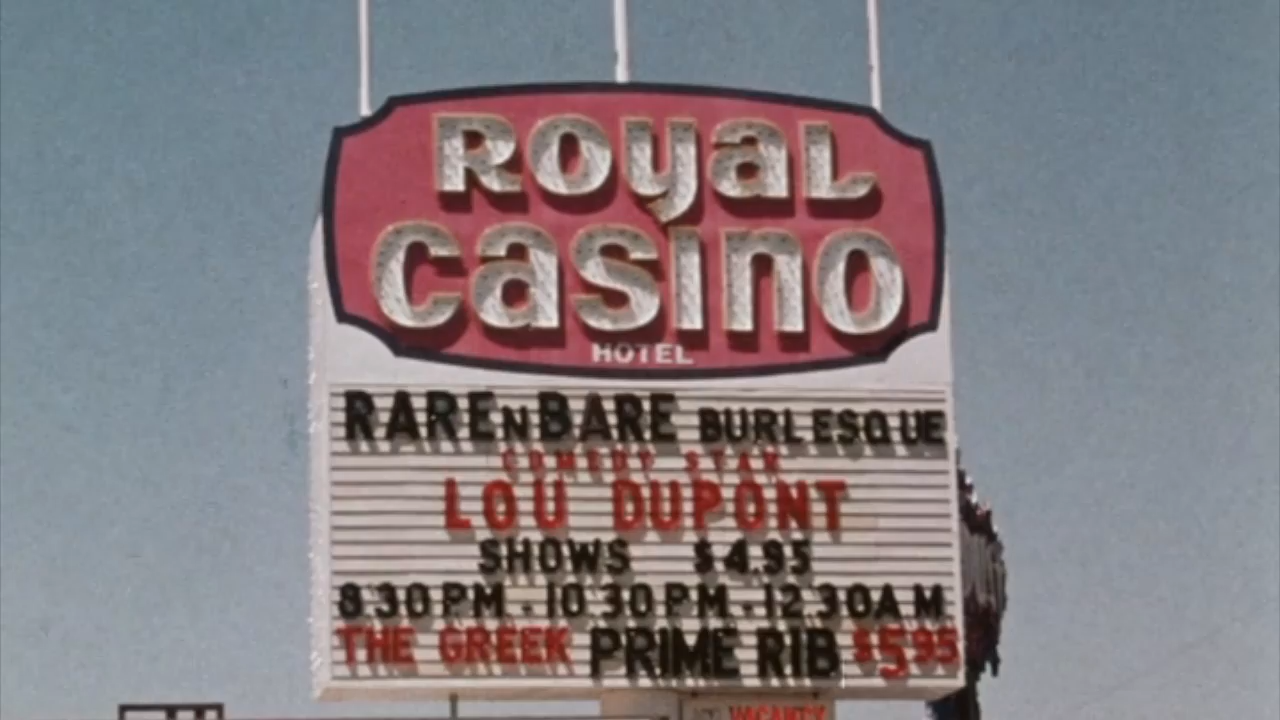 Royal
Casino
HOTEL
RARE N BARE BURLESQUE
COMEDY STAR
LOU DUPONT
SHOWS $4.95
8.30 PM - 10.30 PM - 12.30 AM
THE GREEK PRIME RIB $5.95
VACANCY